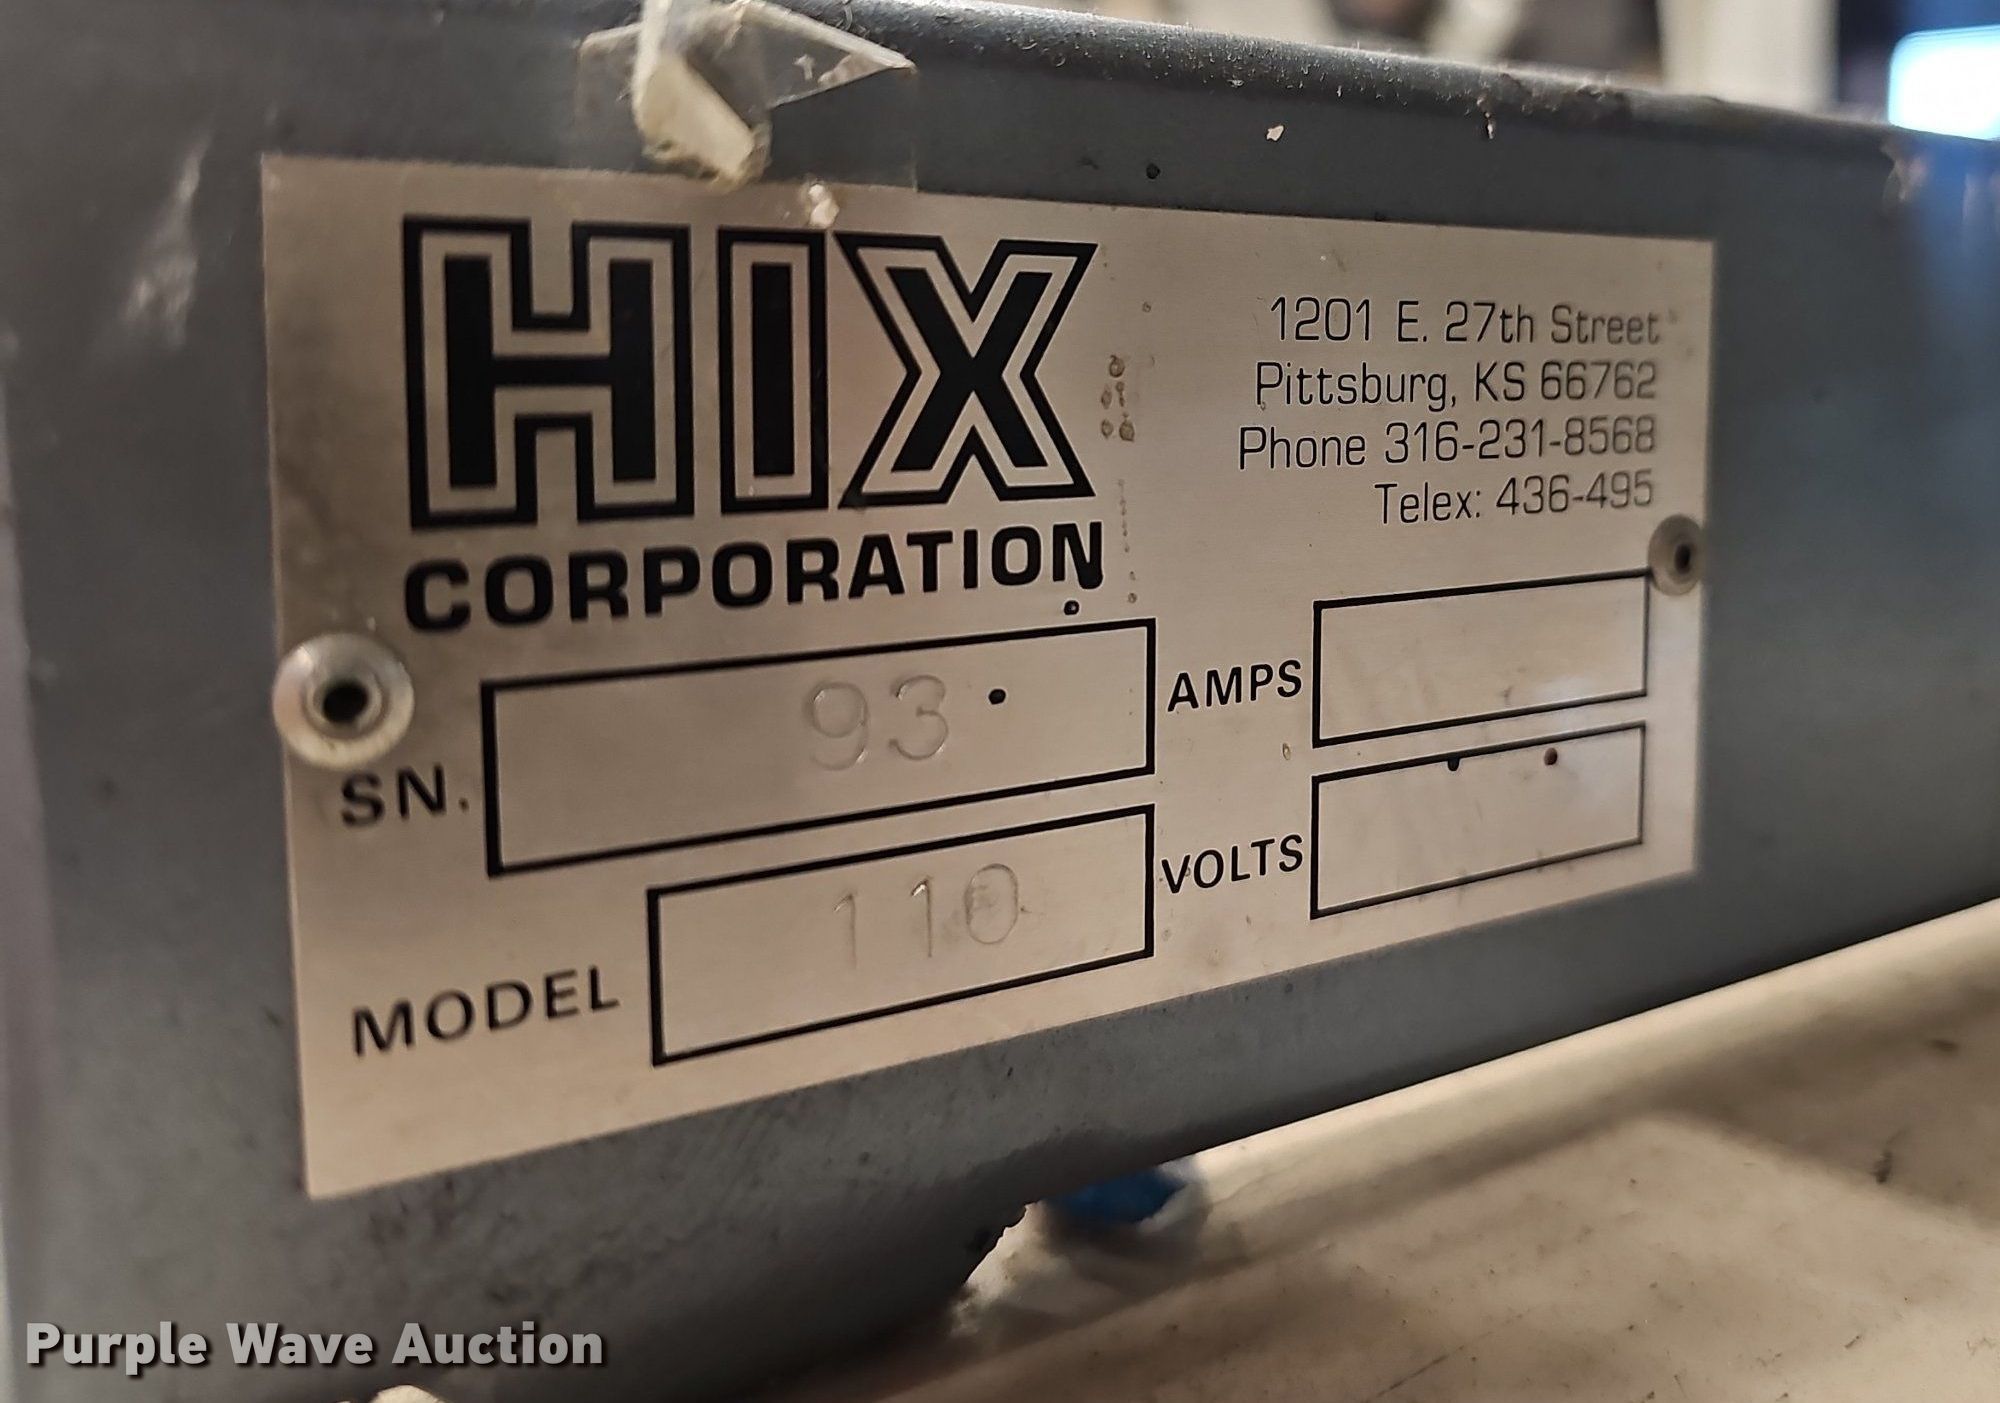 HIX
CORPORATION
1201 E. 27th Street
Pittsburg, KS 66762
Phone 316-231-8568
Telex: 436-495
SN. 93
AMPS
MODEL 110
VOLTS
Purple Wave Auction